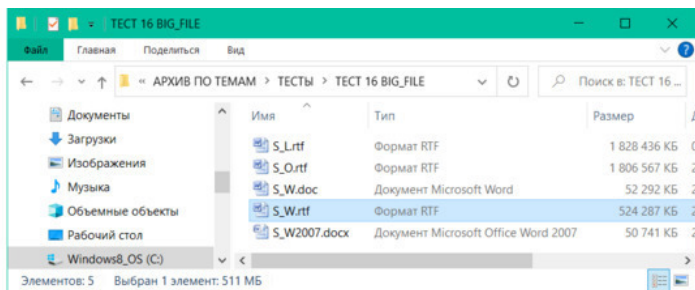 ТЕСТ 16 BIG_FILE
Файл Главная Поделиться Вид
« АРХИВ ПО ТЕМАМ > ТЕСТЫ > ТЕСТ 16 BIG_FILE Поиск в: ТЕСТ 16 ...
Документы Имя Тип Размер
Загрузки S_L.rtf Формат RTF 1 828 436 КБ
Изображения S_O.rtf Формат RTF 1 806 567 КБ
Музыка S_W.doc Документ Microsoft Word 52 292 КБ
Объемные объекты S_W.rtf Формат RTF 524 287 КБ
Рабочий стол S_W2007.docx Документ Microsoft Office Word 2007 50 741 КБ
Windows8_OS (C:)
Элементов: 5 Выбран 1 элемент: 511 МБ